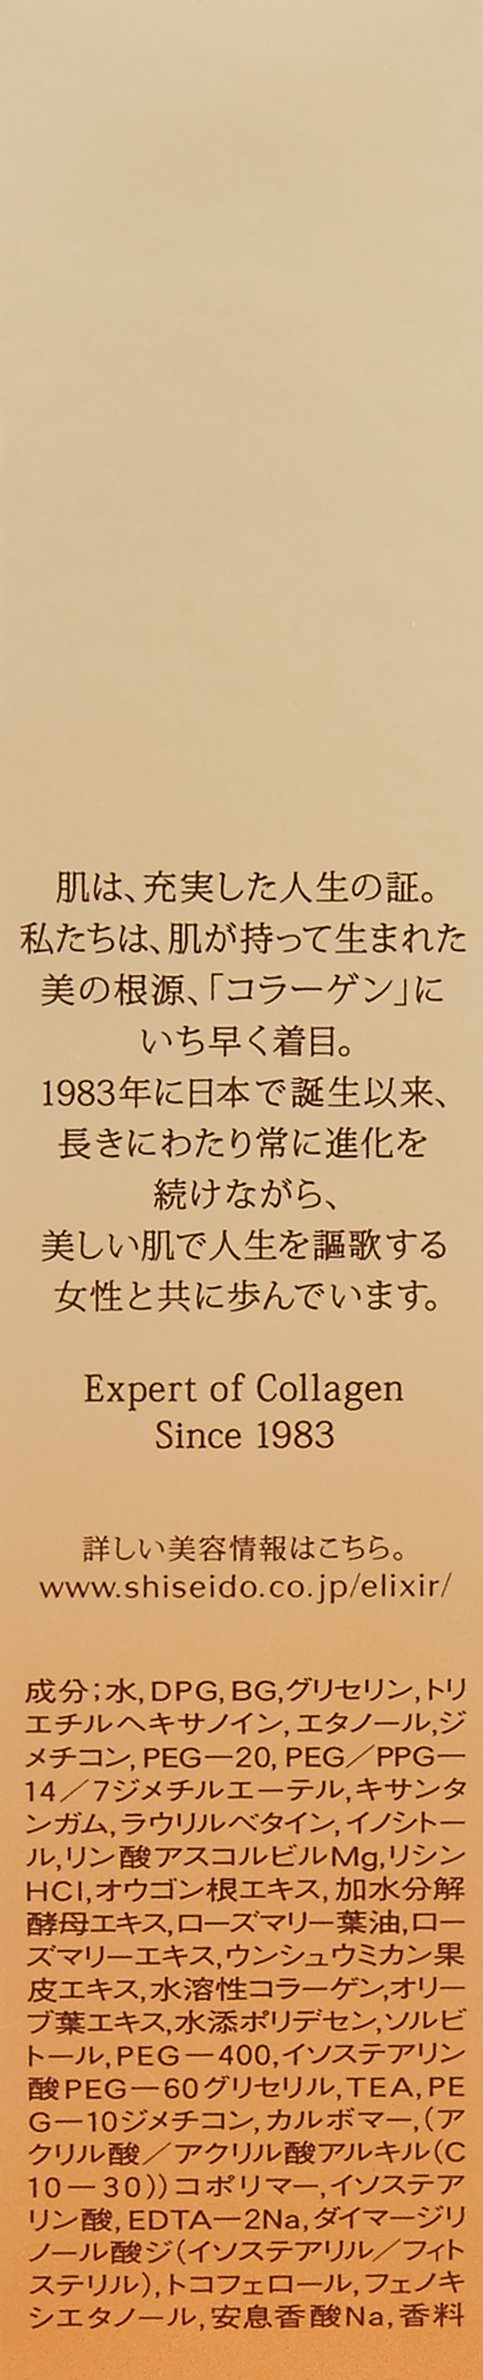 肌は、充実した人生の証。
私たちは、肌が持って生まれた
美の根源、「コラーゲン」に
いち早く着目。
1983年に日本で誕生以来、
長きにわたり常に進化を
続けながら、
美しい肌で人生を謳歌する
女性と共に歩んでいます。
Expert of Collagen
Since 1983
詳しい美容情報はこちら。
www.shiseido.co.jp/elixir/
成分；水,DPG,BG,グリセリン,トリ
エチルヘキサノイン,エタノール,ジ
メチコン,PEG－20,PEG／PPG－
14／7ジメチルエーテル,キサンタ
ンガム,ラウリルベタイン,イノシトー
ル,リン酸アスコルビルMg,リシン
HCl,オウゴン根エキス,加水分解
酵母エキス,ローズマリー葉油,ロー
ズマリーエキス,ウンシュウミカン果
皮エキス,水溶性コラーゲン,オリー
ブ葉エキス,水添ポリデセン,ソルビ
トール,PEG－400,イソステアリン
酸PEG－60グリセリル,TEA,PE
G－10ジメチコン,カルボマー,（ア
クリル酸／アクリル酸アルキル（C
10－30））コポリマー,イソステア
リン酸,EDTA－2Na,ダイマージリ
ノール酸ジ（イソステアリル／フィト
ステリル）,トコフェロール,フェノキ
シエタノール,安息香酸Na,香料